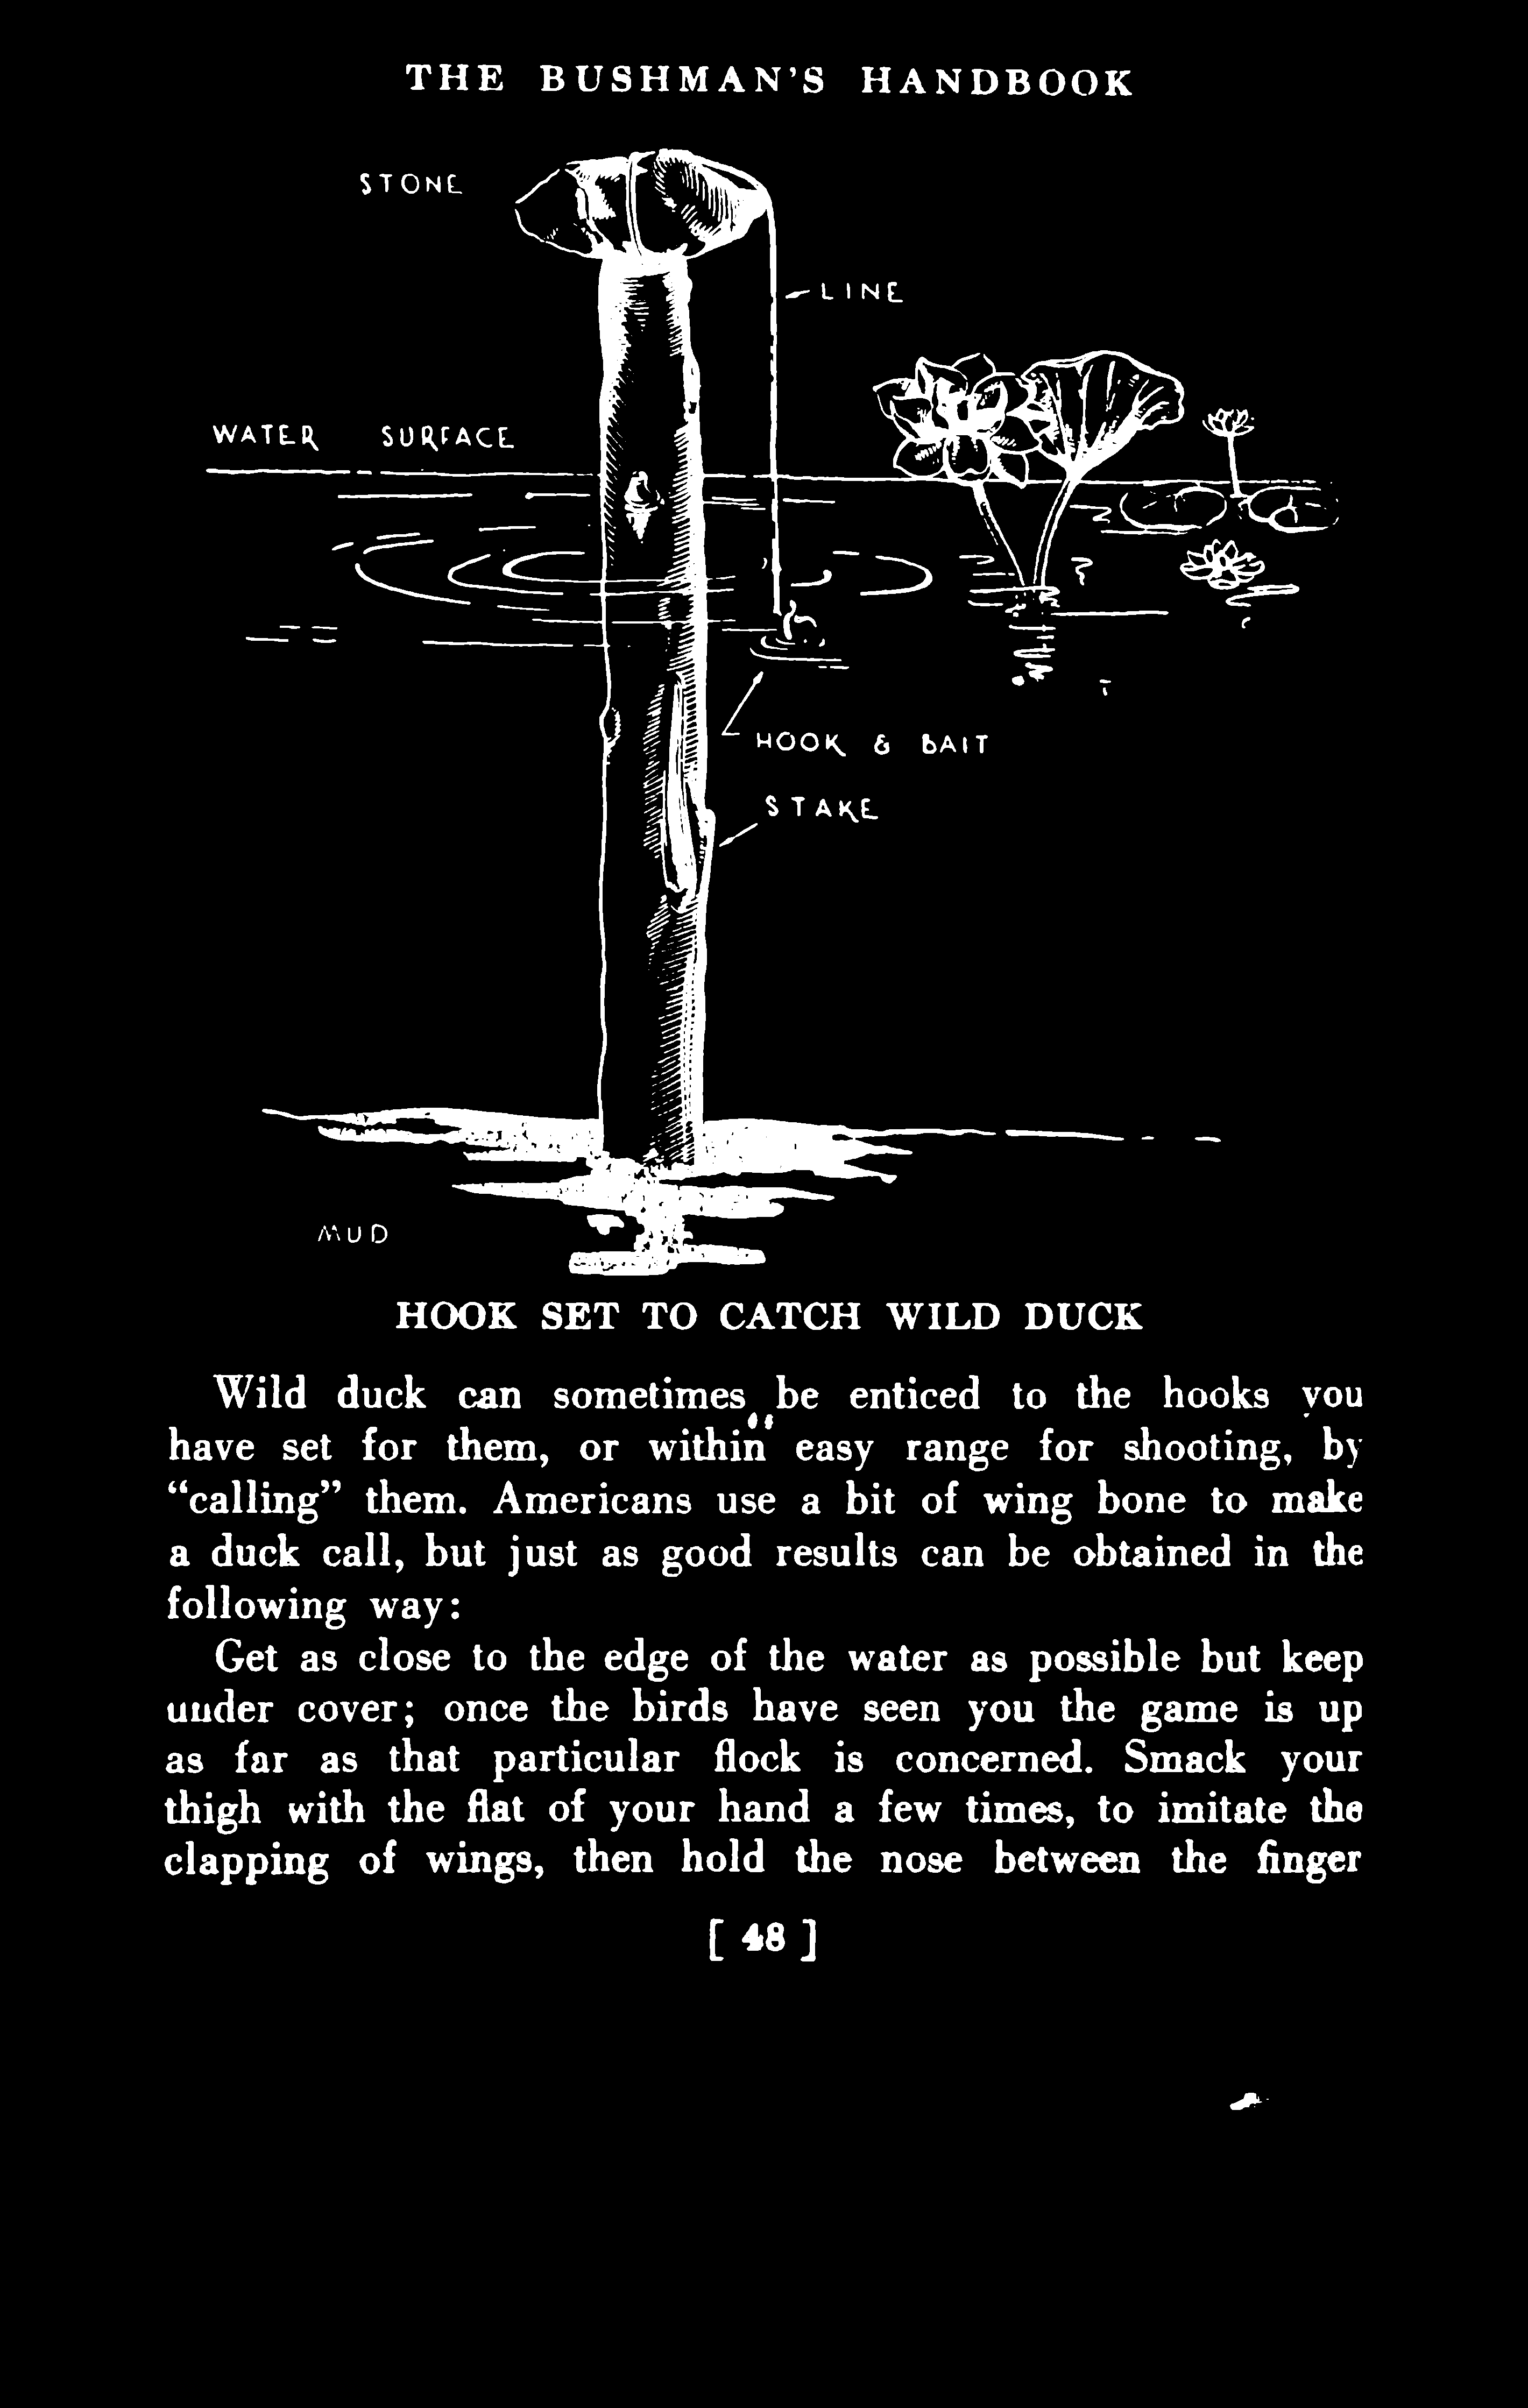 THE BUSHMAN'S HANDBOOK
STONE
LINE
WATER SURFACE
HOOK & BAIT
STAKE
MUD
HOOK SET TO CATCH WILD DUCK
Wild duck can sometimes be enticed to the hooks you
have set for them, or within easy range for shooting, by
“calling” them. Americans use a bit of wing bone to make
a duck call, but just as good results can be obtained in the
following way:
Get as close to the edge of the water as possible but keep
under cover; once the birds have seen you the game is up
as far as that particular flock is concerned. Smack your
thigh with the flat of your hand a few times, to imitate the
clapping of wings, then hold the nose between the finger
[ 48 ]